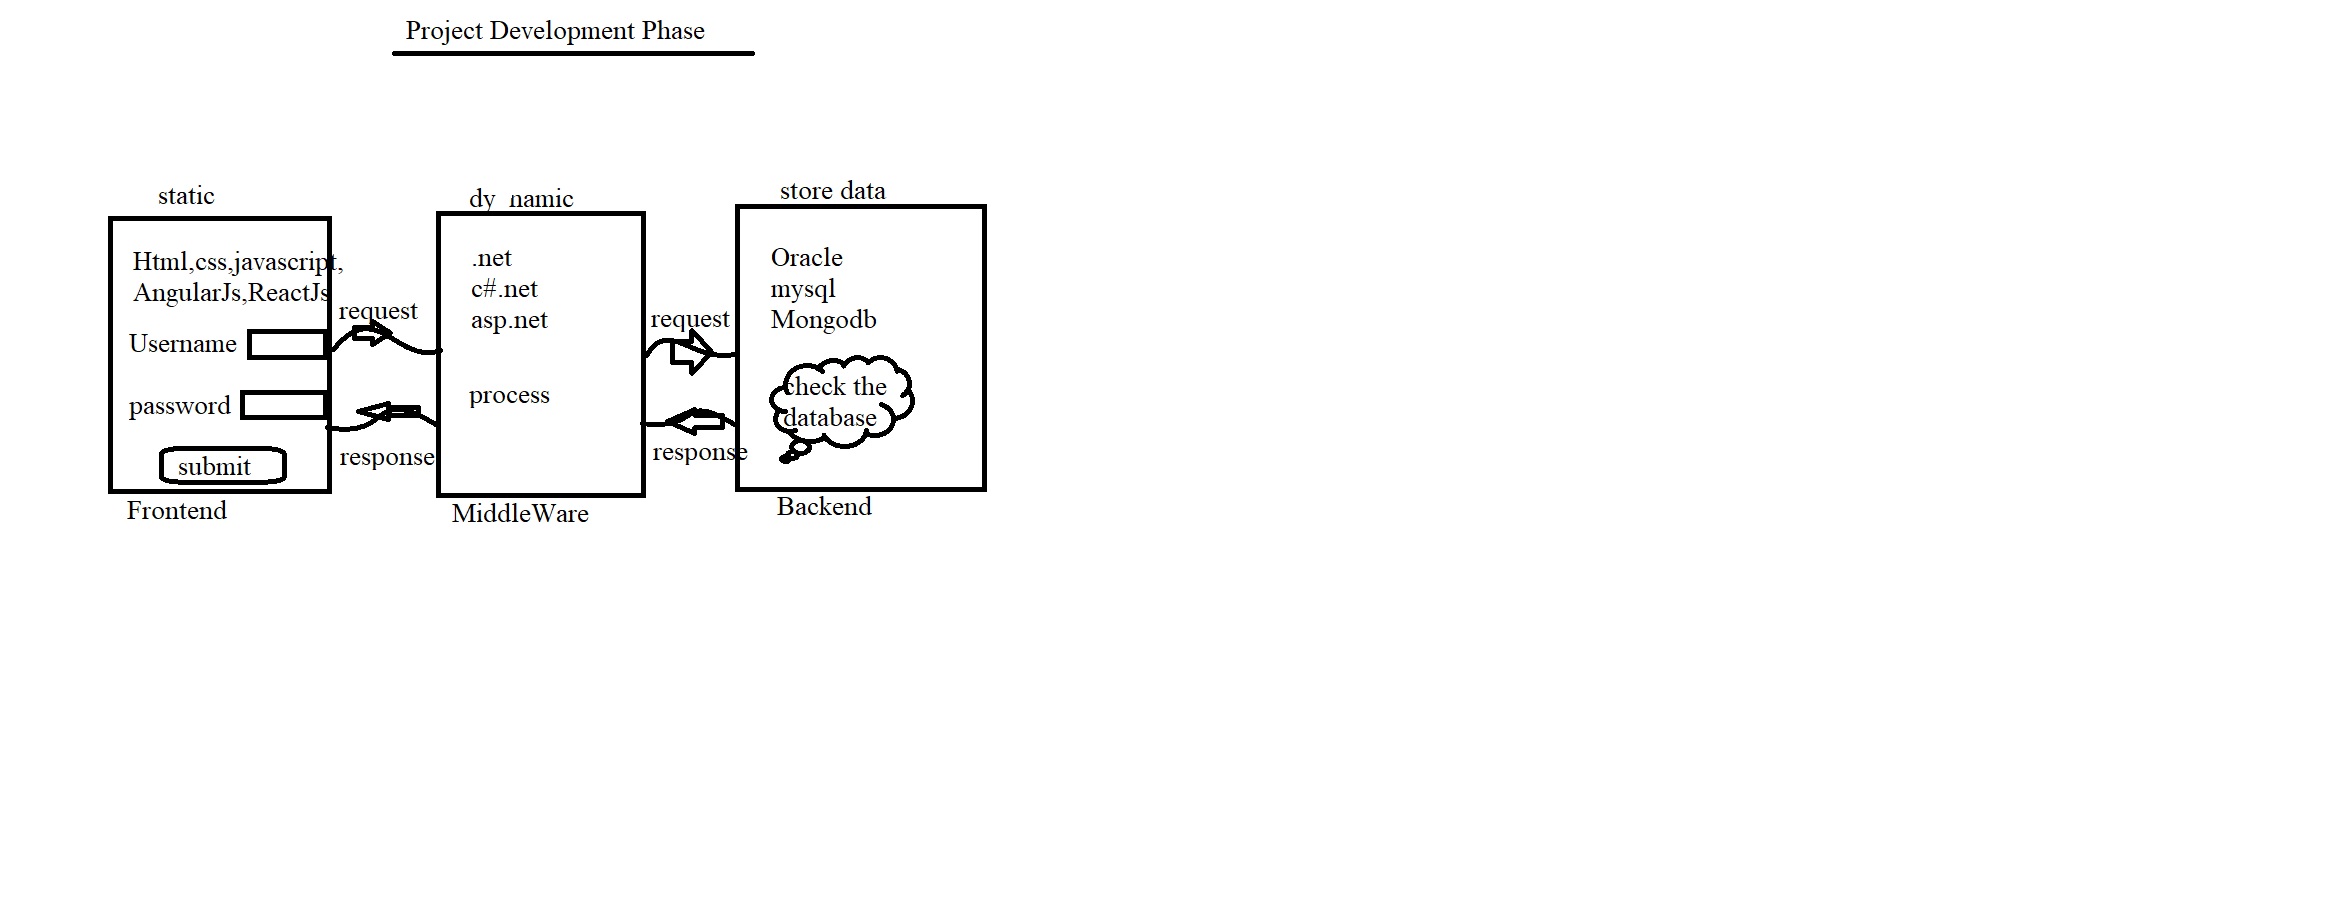 Project Development Phase
static
dy namic
store data
Html,css,javascript,
AngularJs,ReactJs
Username
password
submit
Frontend
request
response
.net
c#.net
asp.net
process
MiddleWare
request
response
Oracle
mysql
Mongodb
check the
database
Backend